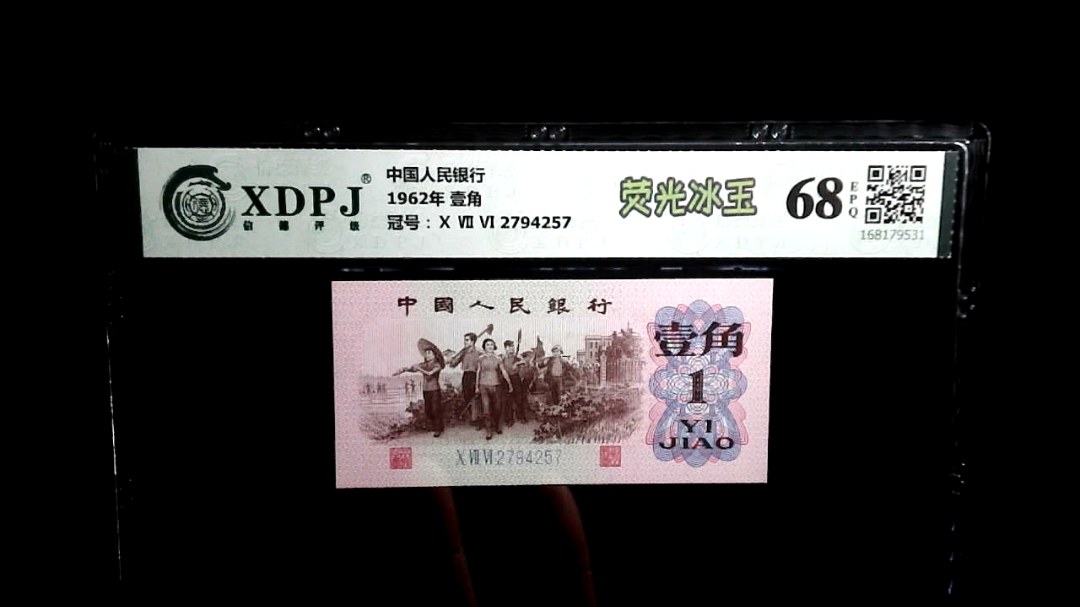 XDPJ®
信德评级
中国人民银行
1962年 壹角
冠号：X Ⅶ Ⅵ 2794257
荧光冰玉
68
EPQ
168179531
中國人民銀行
壹角
1
YI
JIAO
X Ⅶ Ⅵ 2794257